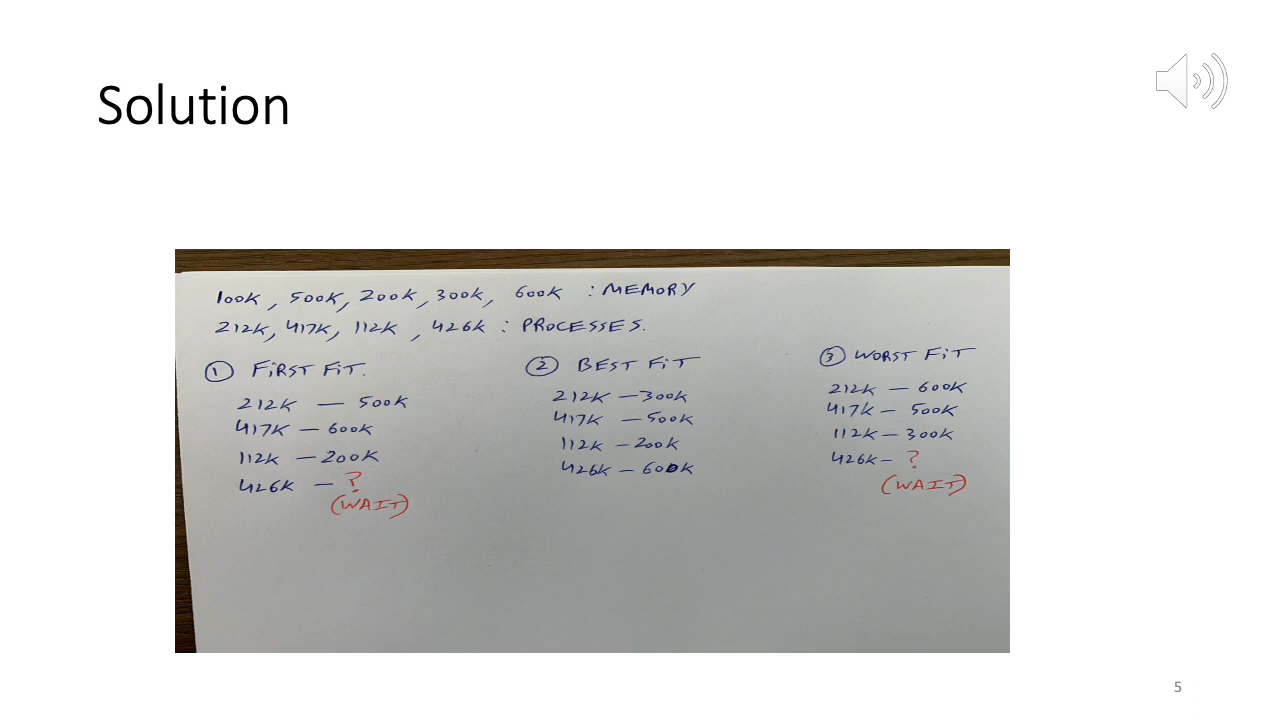 Solution
100K, 500K, 200K, 300K, 600K : MEMORY
212K, 417K, 112K, 426K : PROCESSES.
① FIRST FIT.
212K — 500K
417K — 600K
112K — 200K
426K — ?
(WAIT)
② BEST FIT
212K — 300K
417K — 500K
112K — 200K
426K — 600K
③ WORST FIT
212K — 600K
417K — 500K
112K — 300K
426K — ?
(WAIT)
5